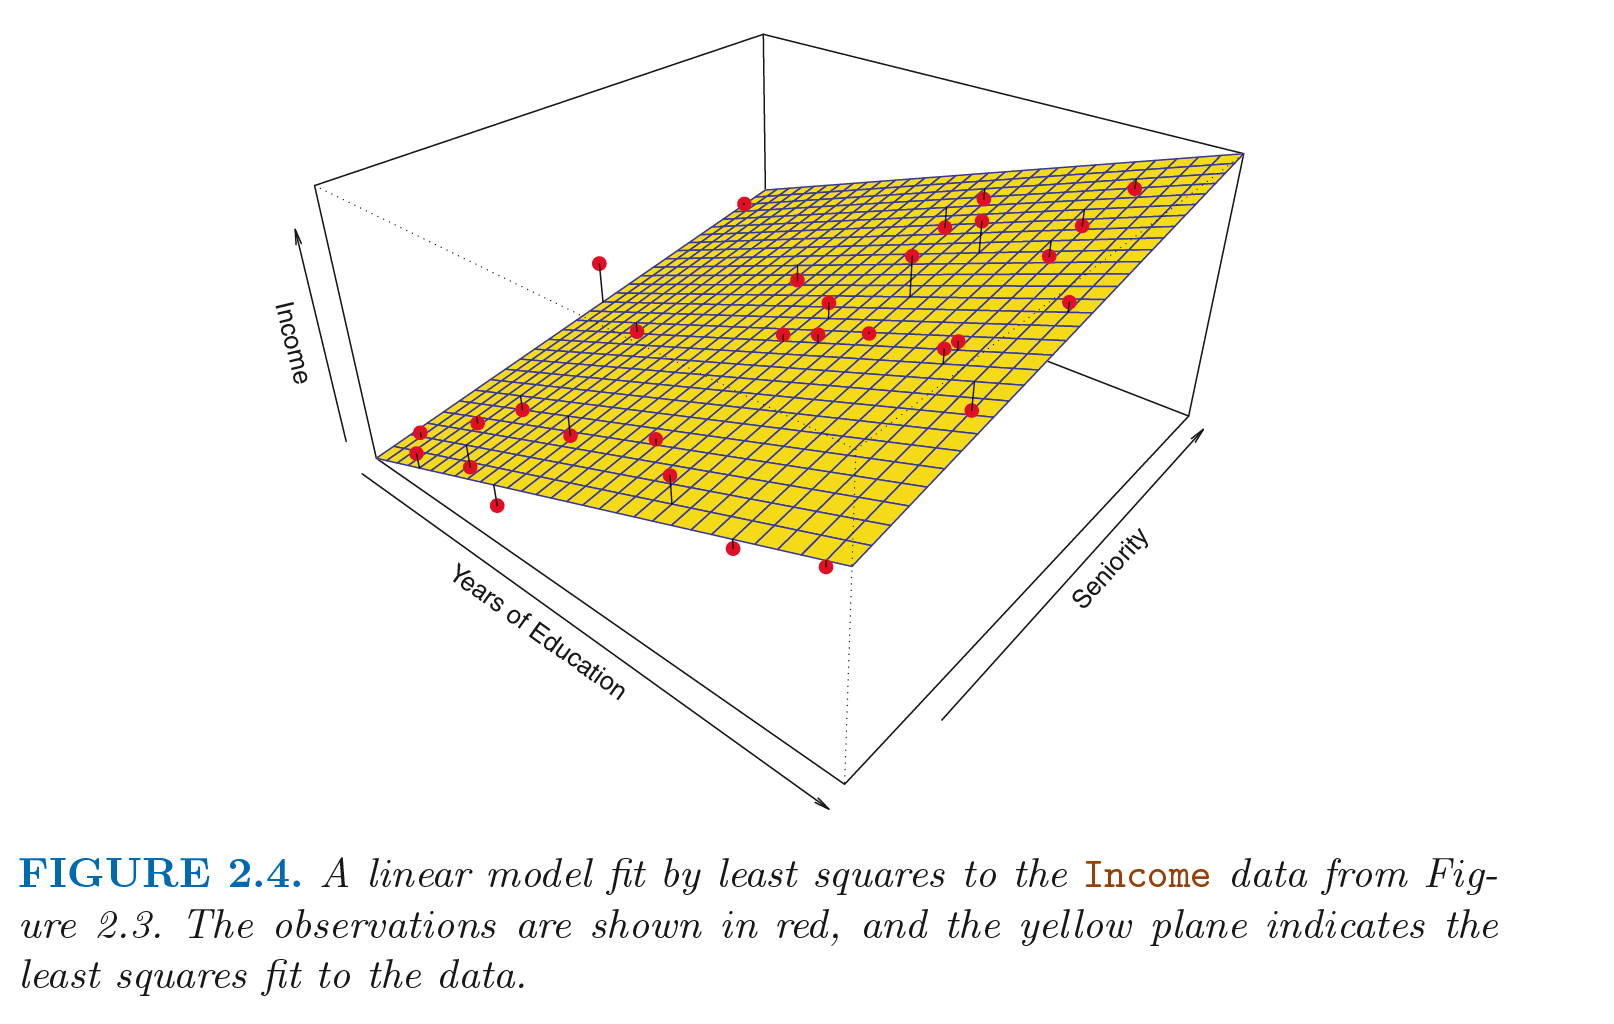 Income
Years of Education
Seniority
FIGURE 2.4. A linear model fit by least squares to the Income data from Fig-
ure 2.3. The observations are shown in red, and the yellow plane indicates the
least squares fit to the data.